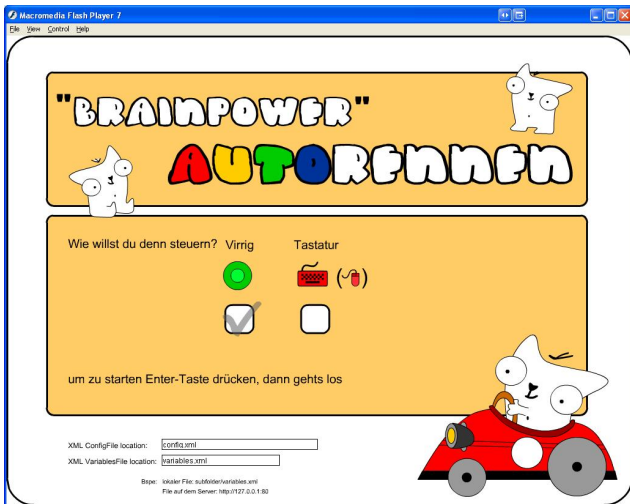 Macromedia Flash Player 7
File View Control Help
"BRAINPOWER"
AUTORENNEN
Wie willst du denn steuern? Virrig Tastatur
( )
um zu starten Enter-Taste drücken, dann gehts los
XML ConfigFile location: config.xml
XML VariablesFile location: variables.xml
Bspe: lokaler File: subfolder/variables.xml
File auf dem Server: http://127.0.0.1:80